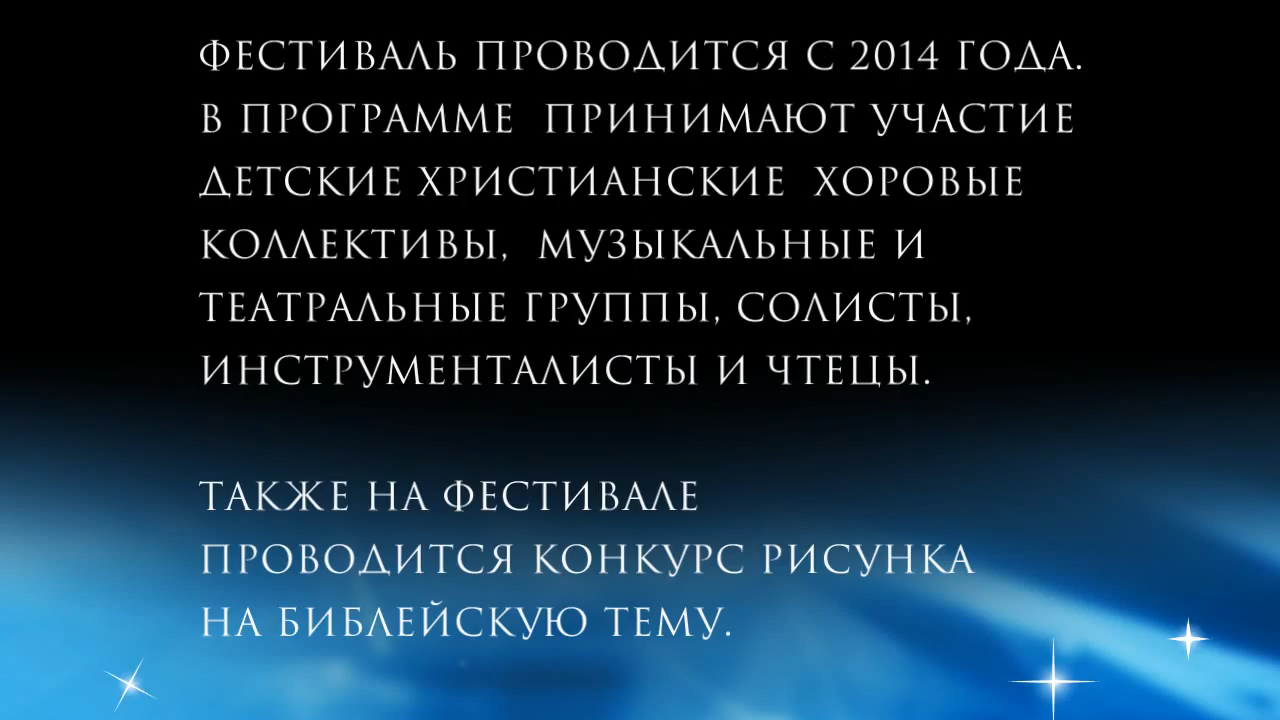 ФЕСТИВАЛЬ ПРОВОДИТСЯ С 2014 ГОДА.
В ПРОГРАММЕ ПРИНИМАЮТ УЧАСТИЕ
ДЕТСКИЕ ХРИСТИАНСКИЕ ХОРОВЫЕ
КОЛЛЕКТИВЫ, МУЗЫКАЛЬНЫЕ И
ТЕАТРАЛЬНЫЕ ГРУППЫ, СОЛИСТЫ,
ИНСТРУМЕНТАЛИСТЫ И ЧТЕЦЫ.
ТАКЖЕ НА ФЕСТИВАЛЕ
ПРОВОДИТСЯ КОНКУРС РИСУНКА
НА БИБЛЕЙСКУЮ ТЕМУ.